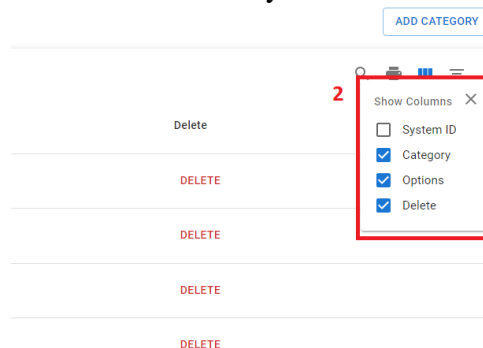 ADD CATEGORY
2
Show Columns
Delete
System ID
Category
Options
Delete
DELETE
DELETE
DELETE
DELETE